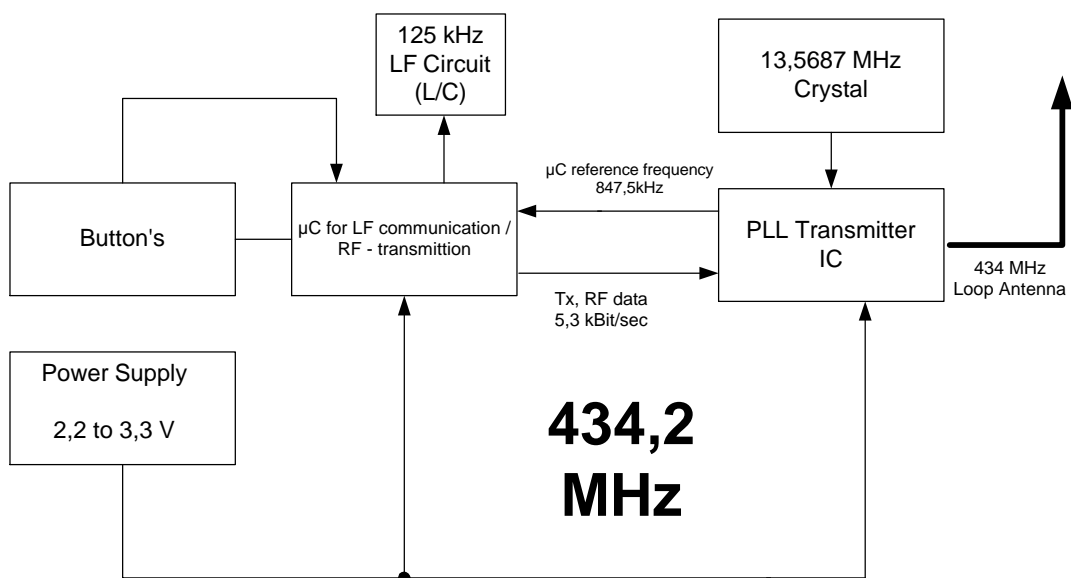 125 kHz
LF Circuit
(L/C)
13,5687 MHz
Crystal
µC reference frequency
847,5kHz
Button's
µC for LF communication /
RF - transmittion
PLL Transmitter
IC
434 MHz
Loop Antenna
Tx, RF data
5,3 kBit/sec
Power Supply
2,2 to 3,3 V
434,2
MHz